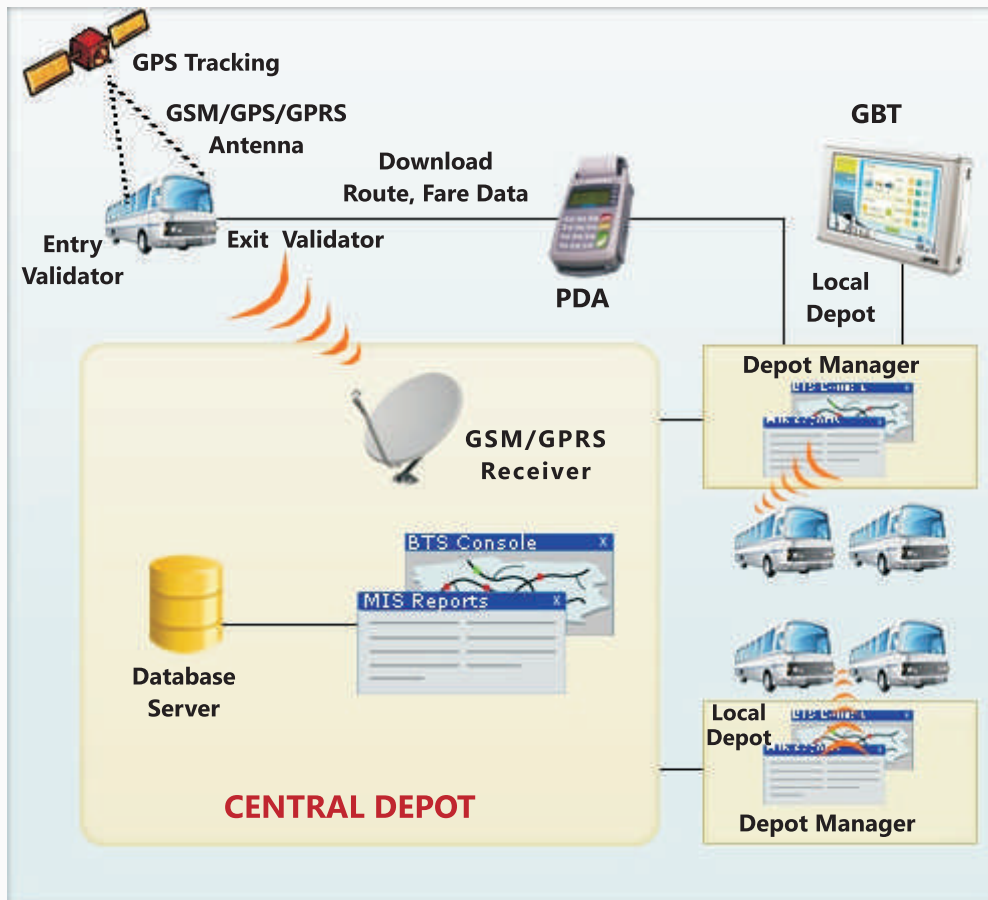 GPS Tracking
GSM/GPS/GPRS
Antenna
GBT
Download
Route, Fare Data
Entry
Validator
Exit Validator
PDA
Local
Depot
Depot Manager
GSM/GPRS
Receiver
BTS Console X
MIS Reports X
Database
Server
Local
Depot
CENTRAL DEPOT
Depot Manager